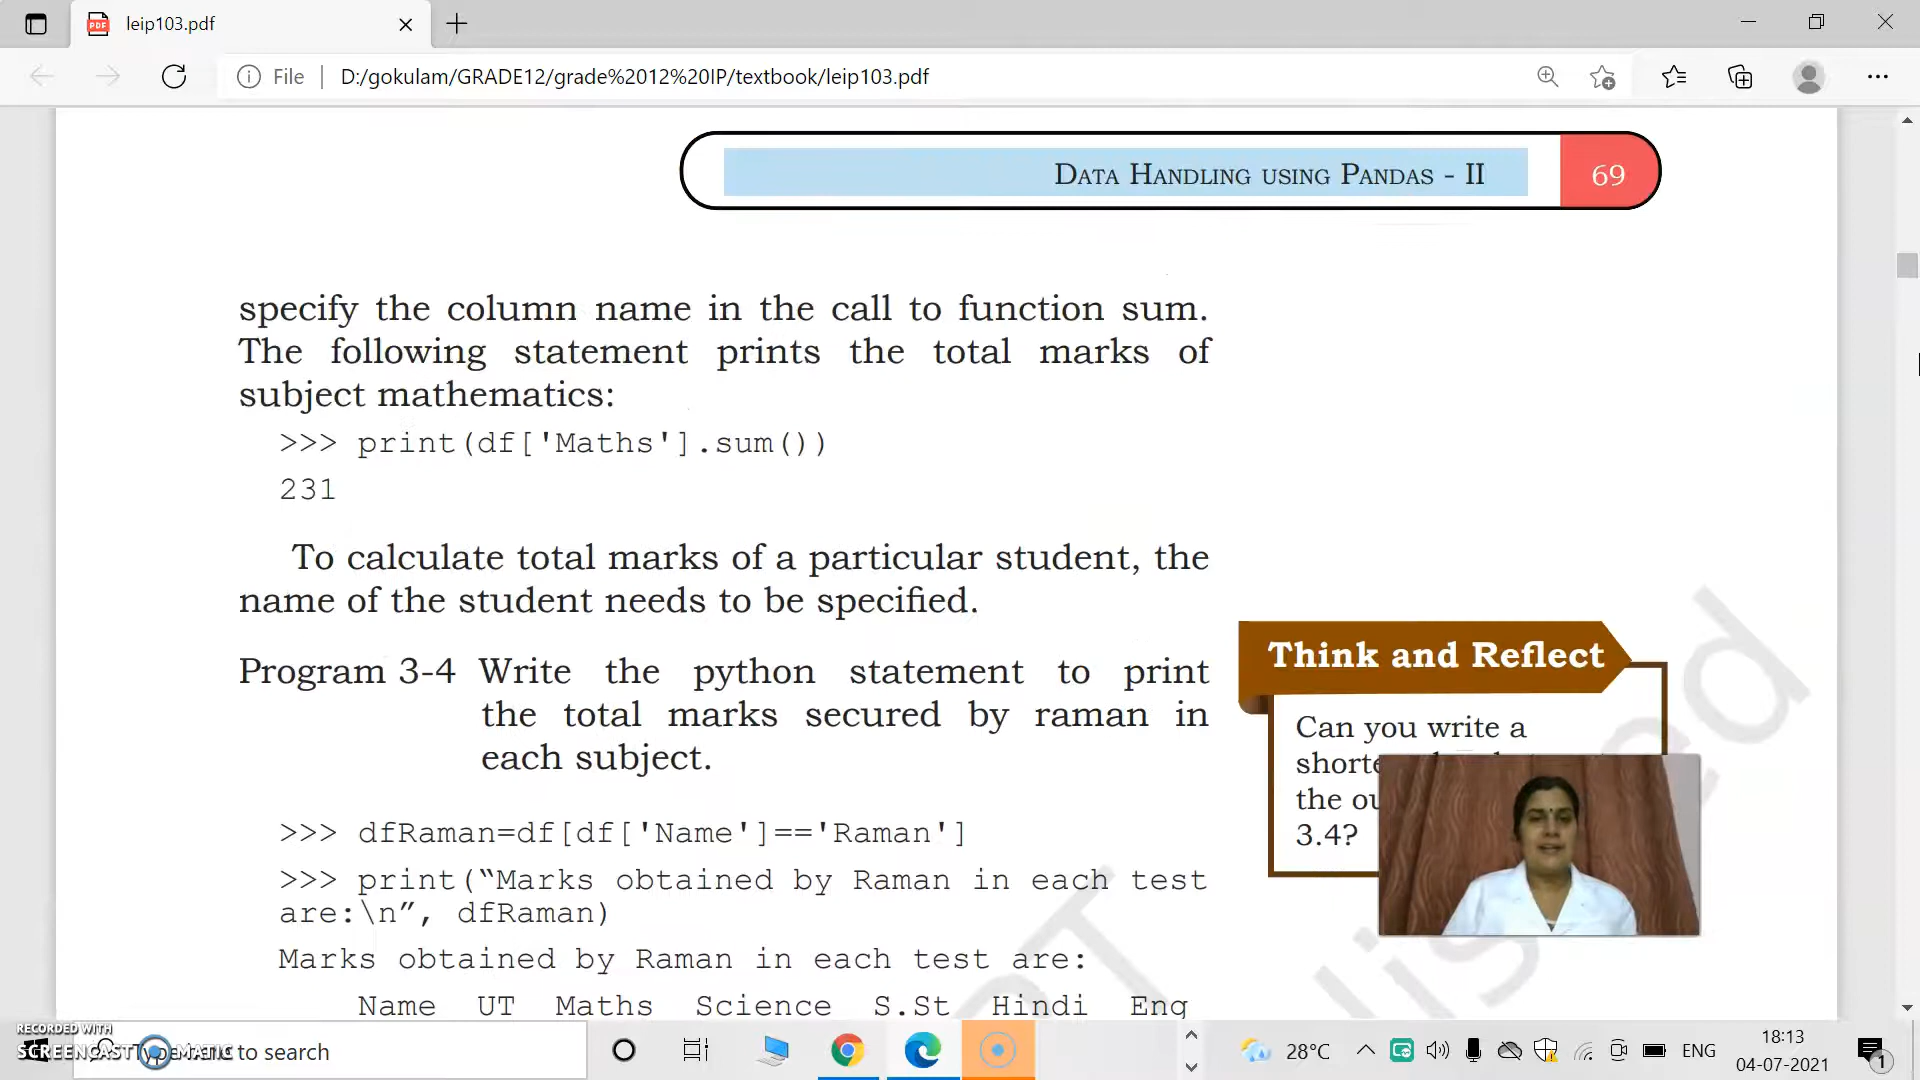 leip103.pdf
File
D:/gokulam/GRADE12/grade%2012%20IP/textbook/leip103.pdf
DATA HANDLING USING PANDAS - II 69
specify the column name in the call to function sum.
The following statement prints the total marks of
subject mathematics:
>>> print(df['Maths'].sum())
231
To calculate total marks of a particular student, the
name of the student needs to be specified.
Program 3-4 Write the python statement to print
the total marks secured by raman in
each subject.
Think and Reflect
Can you write a
the
3.4?
>>> dfRaman=df[df['Name']=='Raman']
>>> print(“Marks obtained by Raman in each test
are:\n”, dfRaman)
Marks obtained by Raman in each test are:
Name UT Maths Science S.St Hindi Eng
RECORDED WITH
SCREENCAST MATIC
to search
28°C
ENG
18:13
04-07-2021
1